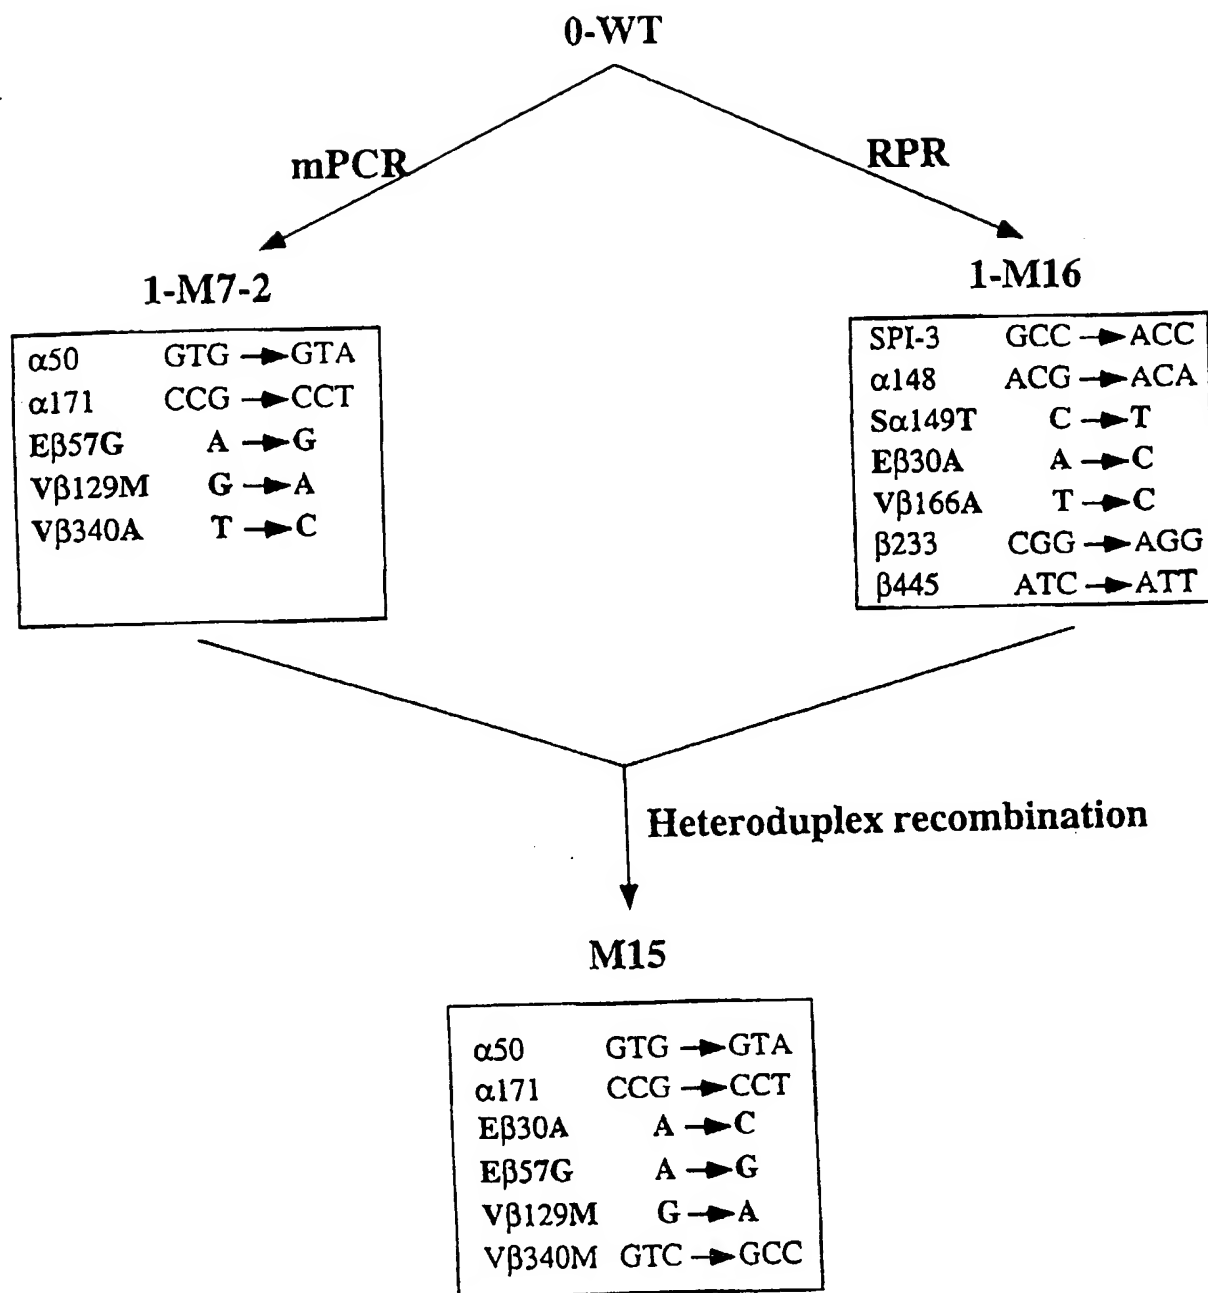 0-WT
mPCR
RPR
1-M7-2
α50 GTG → GTA
α171 CCG → CCT
Eβ57G A → G
Vβ129M G → A
Vβ340A T → C
1-M16
SPI-3 GCC → ACC
α148 ACG → ACA
Sα149T C → T
Eβ30A A → C
Vβ166A T → C
β233 CGG → AGG
β445 ATC → ATT
Heteroduplex recombination
M15
α50 GTG → GTA
α171 CCG → CCT
Eβ30A A → C
Eβ57G A → G
Vβ129M G → A
Vβ340M GTC → GCC